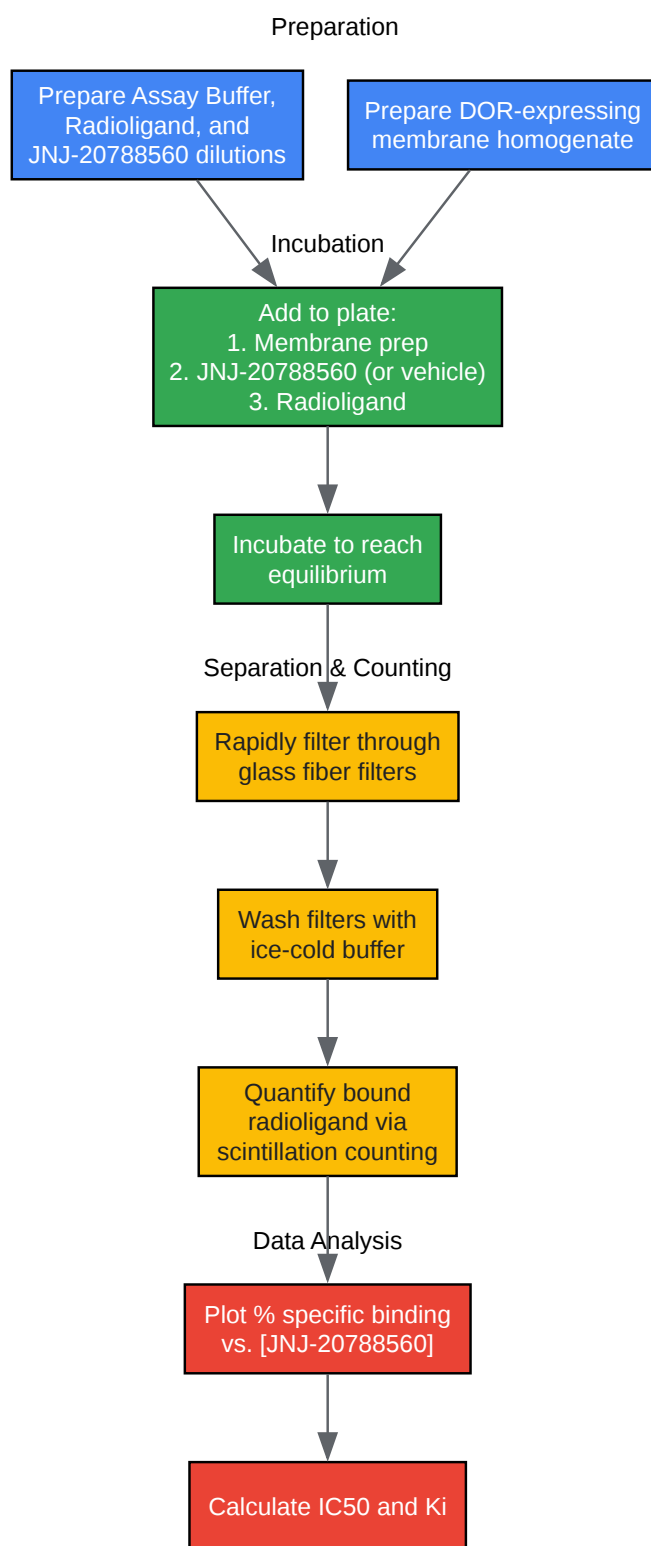 Preparation
Prepare Assay Buffer,
Radioligand, and
JNJ-20788560 dilutions
Prepare DOR-expressing
membrane homogenate
Incubation
Add to plate:
1. Membrane prep
2. JNJ-20788560 (or vehicle)
3. Radioligand
Incubate to reach
equilibrium
Separation & Counting
Rapidly filter through
glass fiber filters
Wash filters with
ice-cold buffer
Quantify bound
radioligand via
scintillation counting
Data Analysis
Plot % specific binding
vs. [JNJ-20788560]
Calculate IC50 and Ki